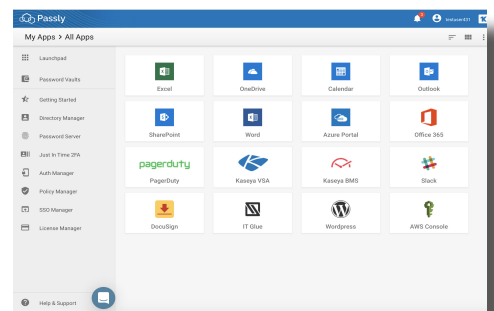 Passly
testuser401
My Apps > All Apps
Launchpad
Password Vaults
Getting Started
Directory Manager
Password Server
Just In Time 2FA
Auth Manager
Policy Manager
SSO Manager
License Manager
Help & Support
Excel
OneDrive
Calendar
Outlook
SharePoint
Word
Azure Portal
Office 365
pagerduty
PagerDuty
Kaseya VSA
Kaseya BMS
Slack
DocuSign
IT Glue
Wordpress
AWS Console